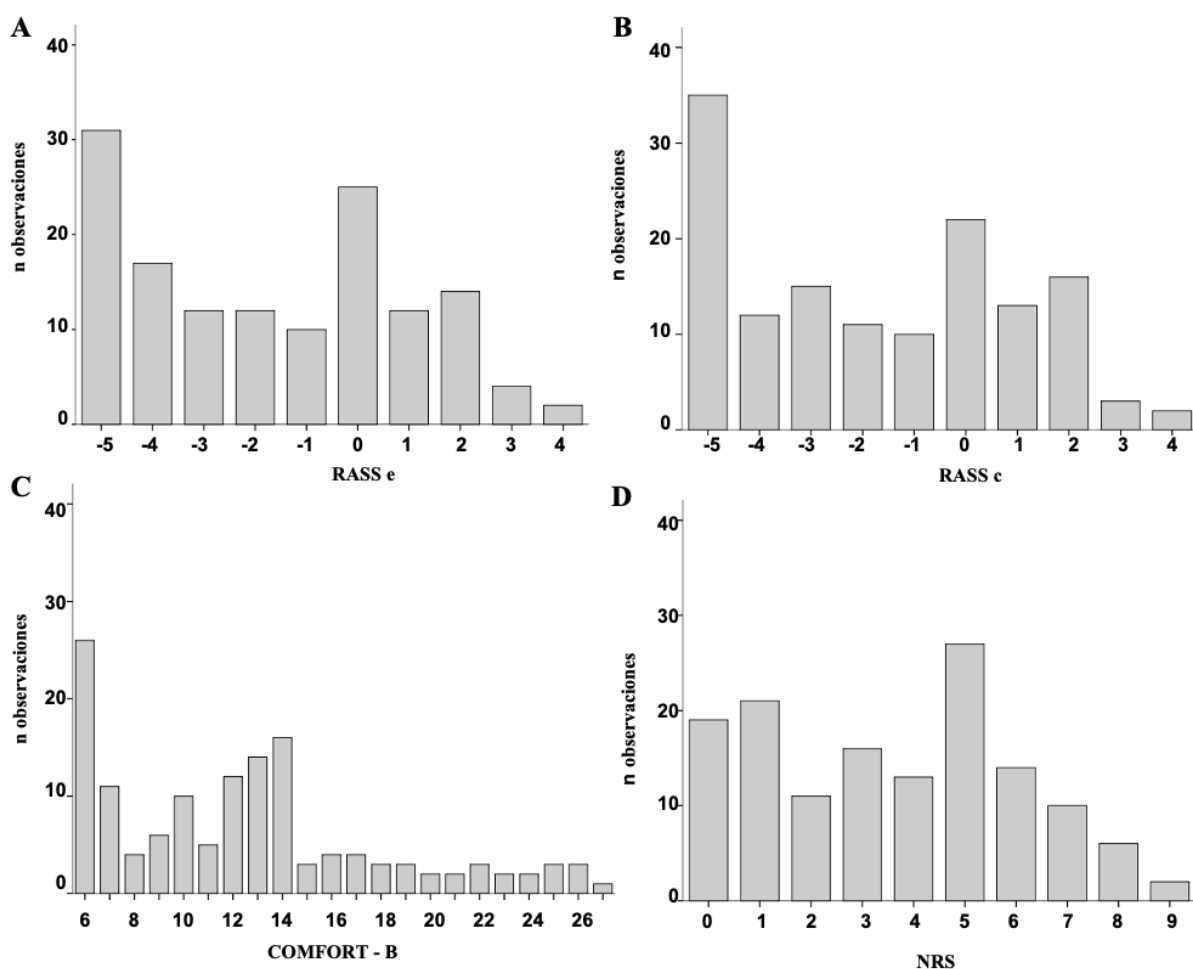 A
n observaciones
40
30
20
10
0
-5 -4 -3 -2 -1 0 1 2 3 4
RASS e
B
n observaciones
40
30
20
10
0
-5 -4 -3 -2 -1 0 1 2 3 4
RASS c
C
n observaciones
40
30
20
10
0
6 8 10 12 14 16 18 20 22 24 26
COMFORT - B
D
n observaciones
40
30
20
10
0
0 1 2 3 4 5 6 7 8 9
NRS